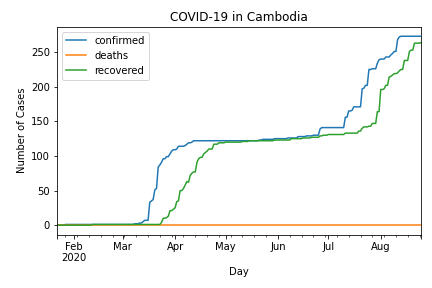 COVID-19 in Cambodia
confirmed
deaths
recovered
Number of Cases
250
200
150
100
50
0
Feb Mar Apr May Jun Jul Aug
2020
Day